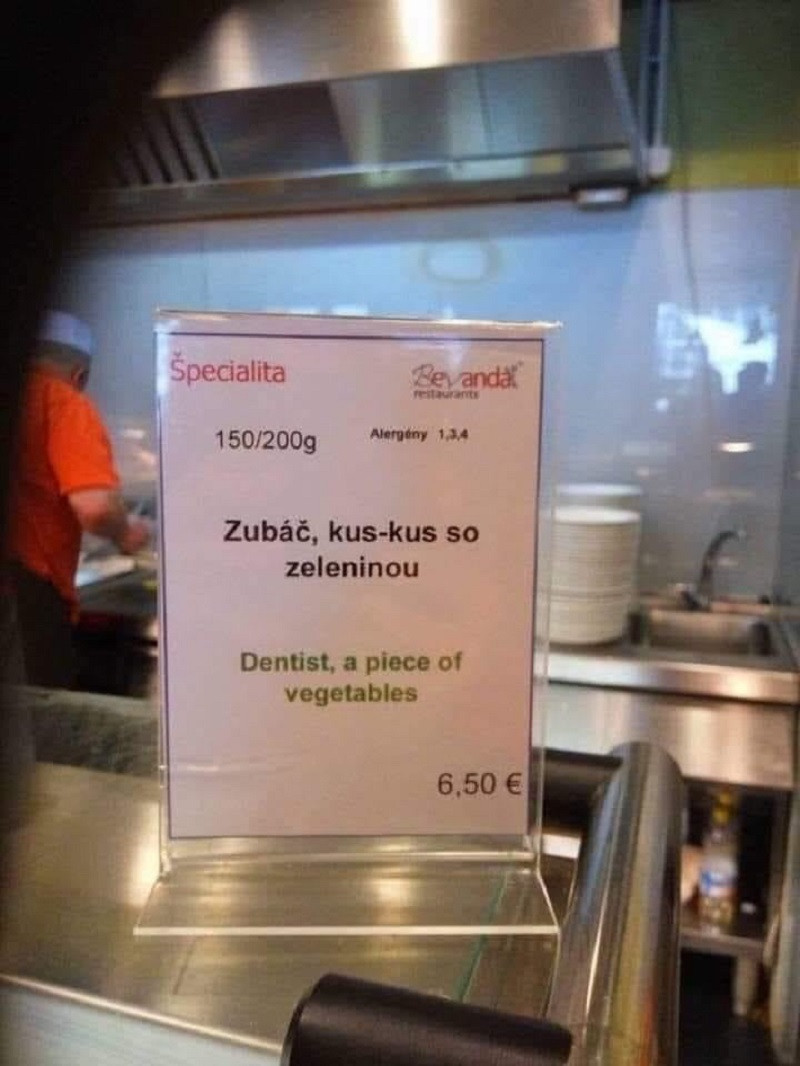 Špecialita
Bevanda
restaurants
150/200g
Alergény 1,3,4
Zubáč, kus-kus so
zeleninou
Dentist, a piece of
vegetables
6,50 €